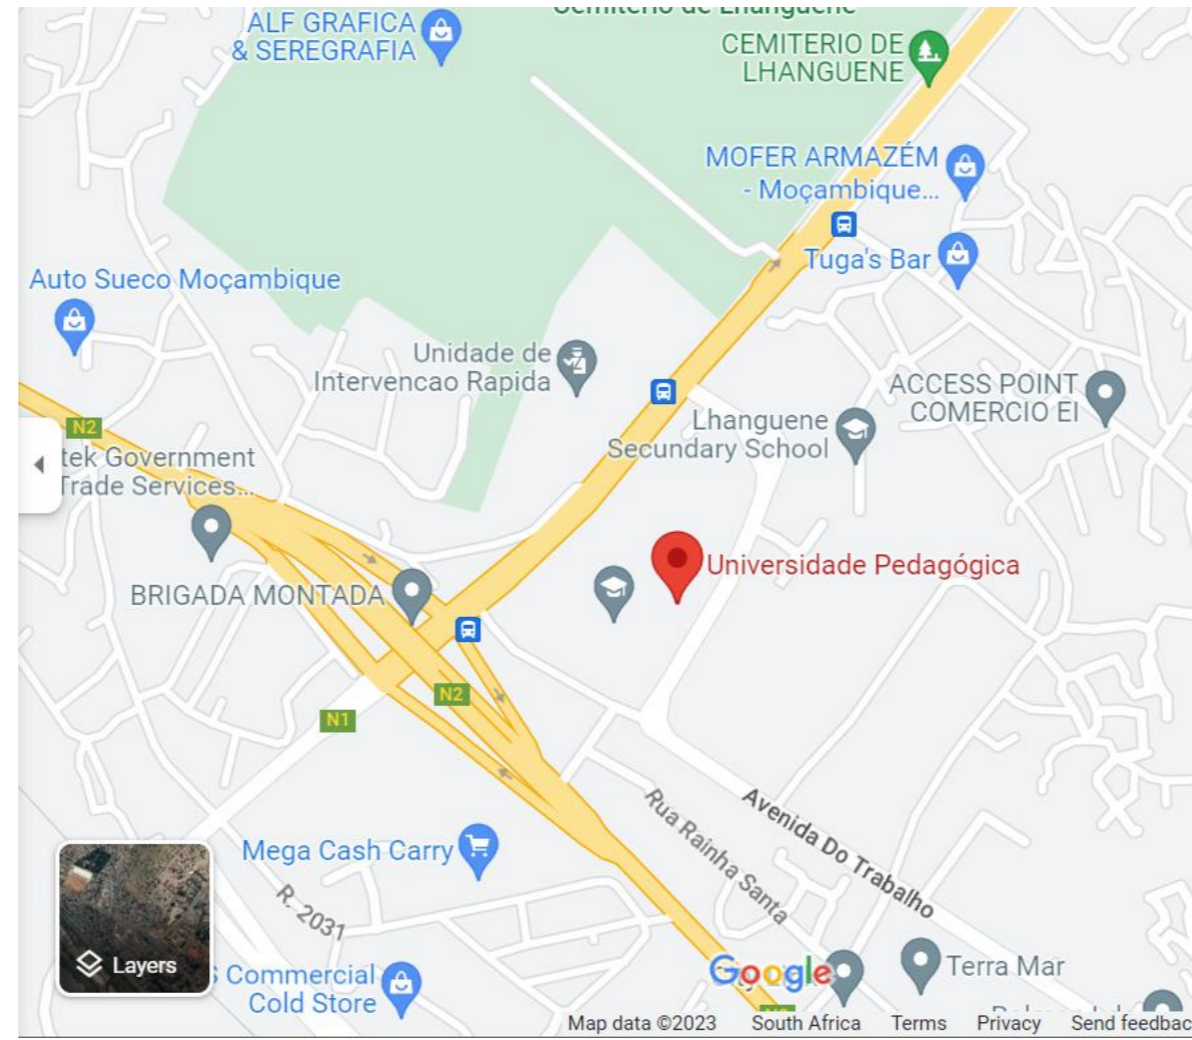 Cemiterio de Lhanguene
ALF GRAFICA
& SEREGRAFIA
CEMITERIO DE
LHANGUENE
MOFER ARMAZÉM
- Moçambique...
Tuga's Bar
Auto Sueco Moçambique
Unidade de
Intervencao Rapida
ACCESS POINT
COMERCIO EI
Lhanguene
Secundary School
N2
tek Government
Trade Services...
Universidade Pedagógica
BRIGADA MONTADA
N2
N1
Avenida Do Trabalho
Rua Rainha Santa
Mega Cash Carry
R. 2031
Layers
S Commercial
Cold Store
Google
Terra Mar
Map data ©2023 South Africa Terms Privacy Send feedbac